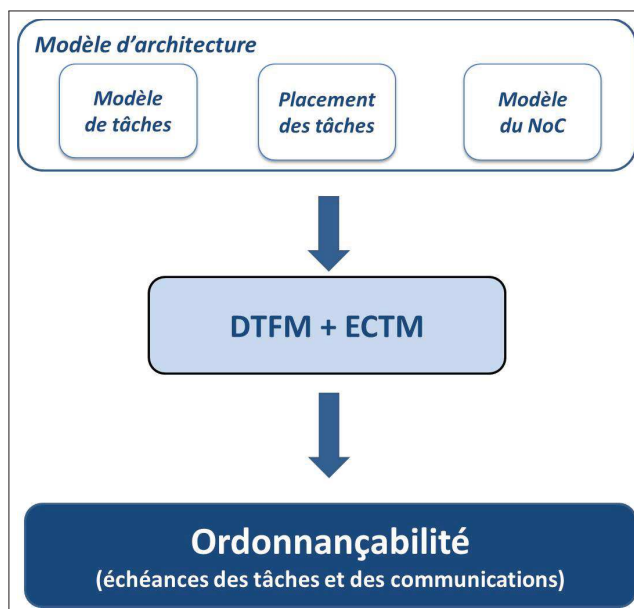 Modèle d'architecture
Modèle
de tâches
Placement
des tâches
Modèle
du NoC
DTFM + ECTM
Ordonnançabilité
(échéances des tâches et des communications)